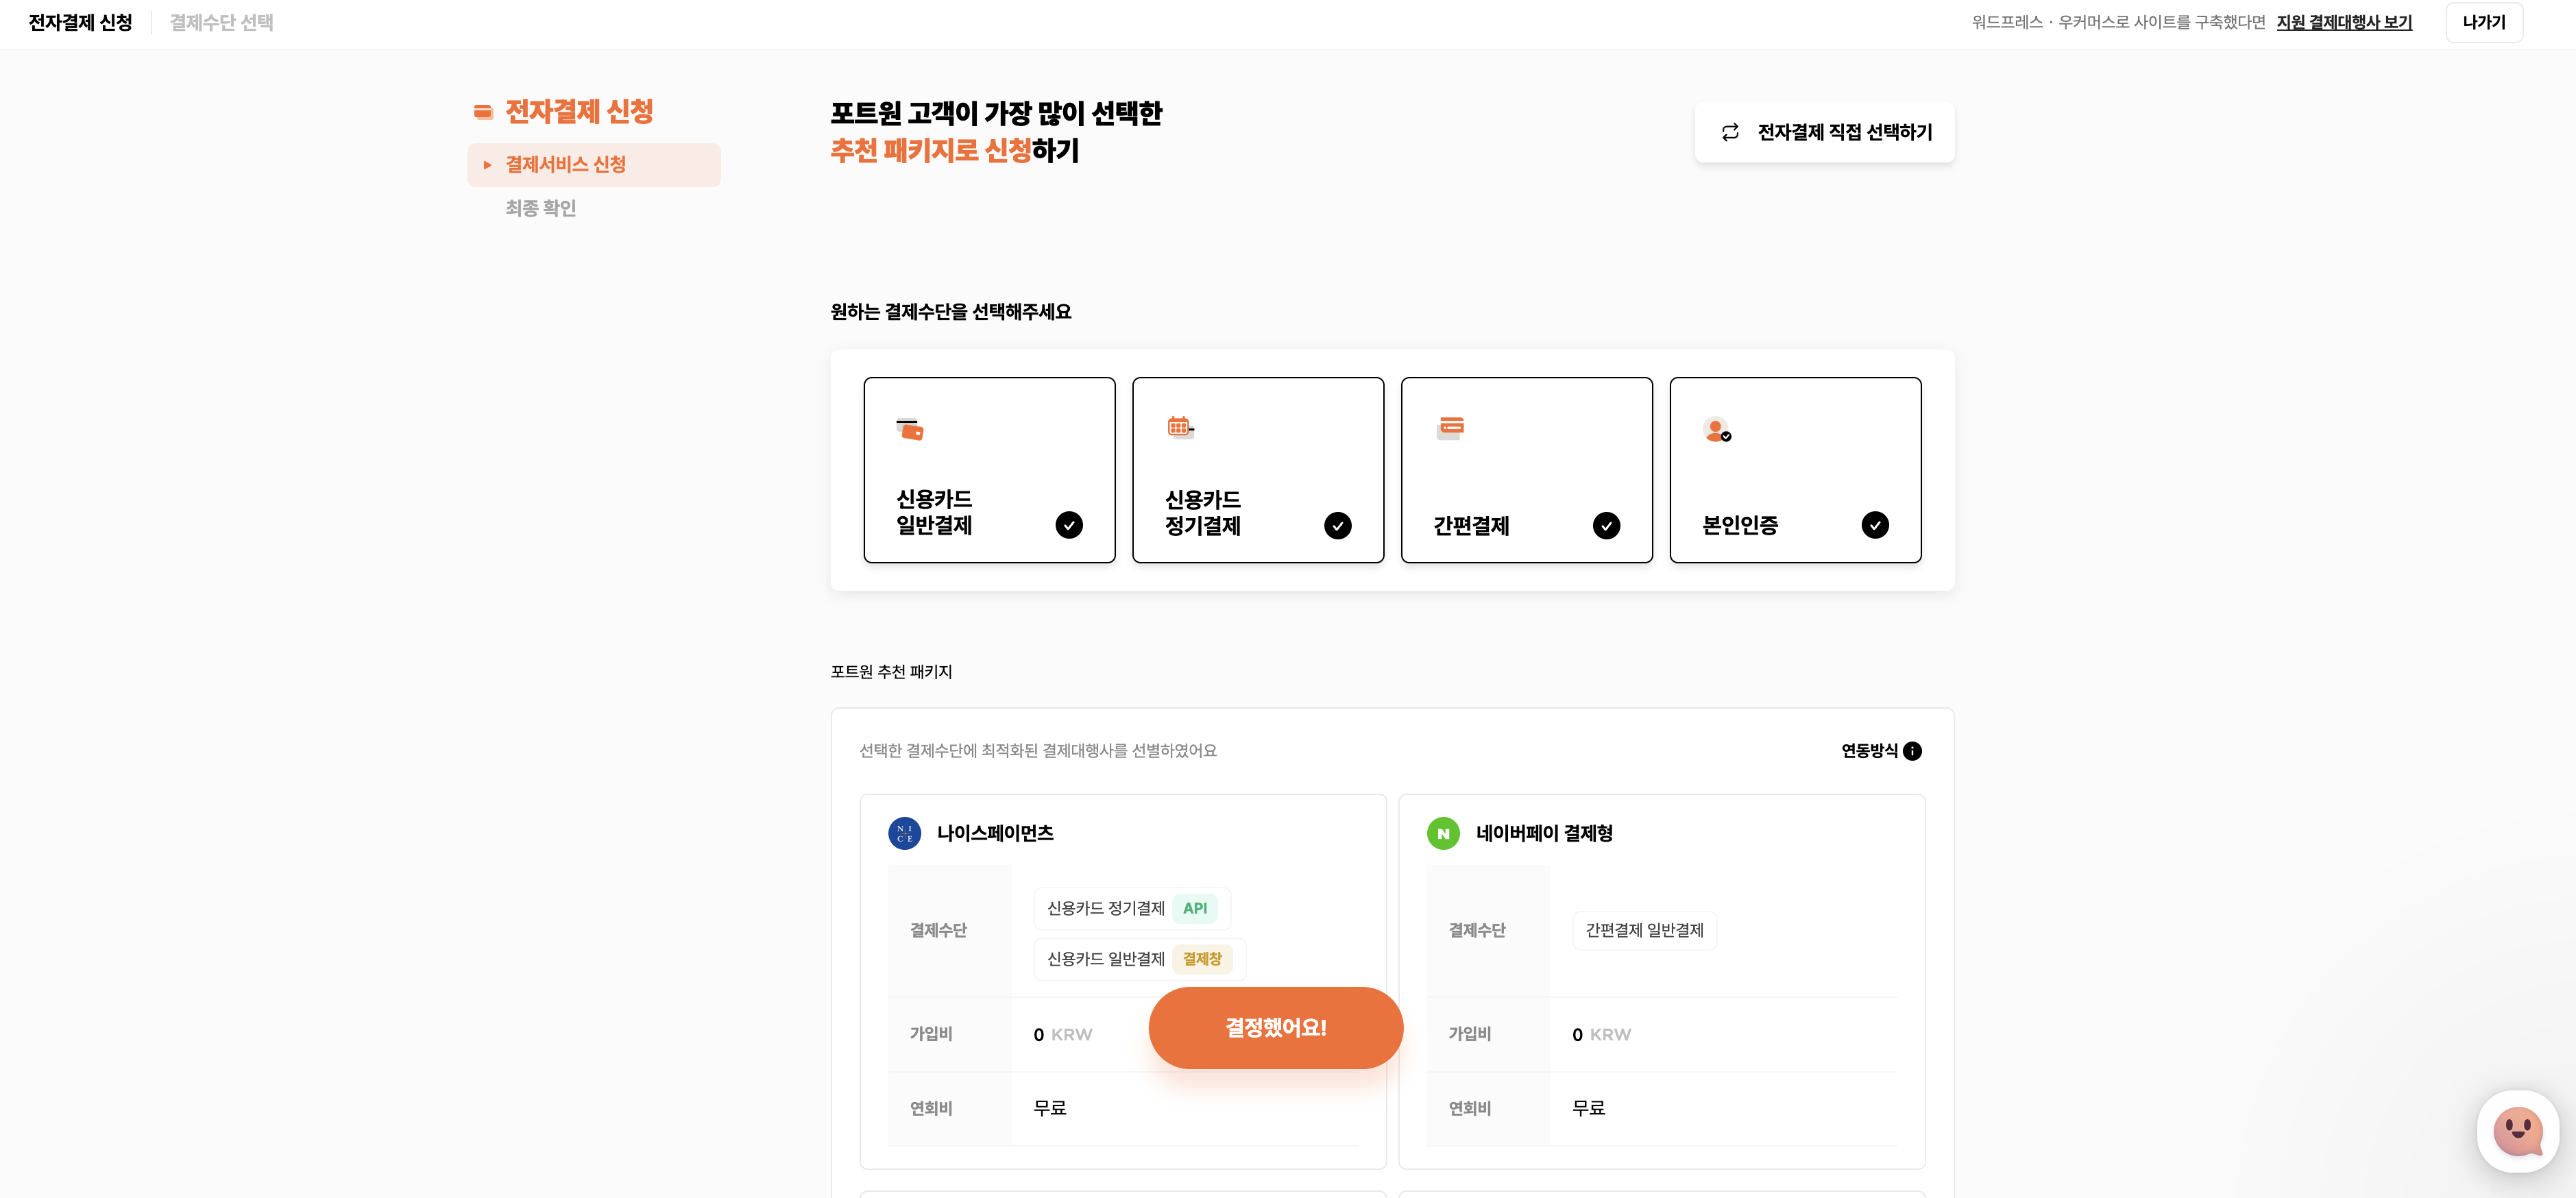 전자결제 신청
결제수단 선택
워드프레스・우커머스로 사이트를 구축했다면 지원 결제대행사 보기
나가기
전자결제 신청
결제서비스 신청
최종 확인
포트원 고객이 가장 많이 선택한
추천 패키지로 신청하기
전자결제 직접 선택하기
원하는 결제수단을 선택해주세요
신용카드
일반결제
신용카드
정기결제
간편결제
본인인증
포트원 추천 패키지
선택한 결제수단에 최적화된 결제대행사를 선별하였어요
연동방식
NICE
나이스페이먼츠
결제수단
신용카드 정기결제 API
신용카드 일반결제 결제창
가입비
0 KRW
연회비
무료
N
네이버페이 결제형
결제수단
간편결제 일반결제
가입비
0 KRW
연회비
무료
결정했어요!